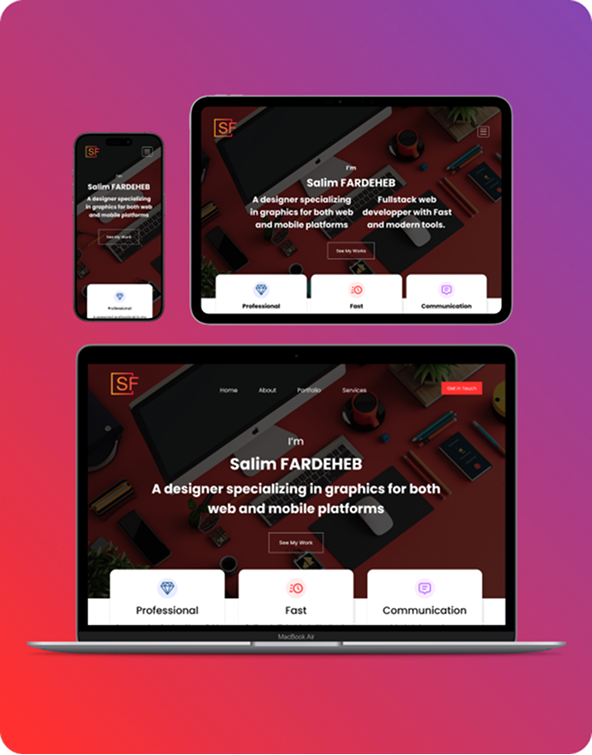 SF
I'm
Salim FARDEHEB
A designer specializing
in graphics for both web
and mobile platforms
See My Work
Professional
SF
I'm
Salim FARDEHEB
A designer specializing
in graphics for both web
and mobile platforms
Fullstack web
developper with Fast
and modern tools.
See My Works
Professional
Fast
Communication
SF
Home About Portfolio Services
Get In Touch
I'm
Salim FARDEHEB
A designer specializing in graphics for both
web and mobile platforms
See My Work
Professional
Fast
Communication
MacBook Air